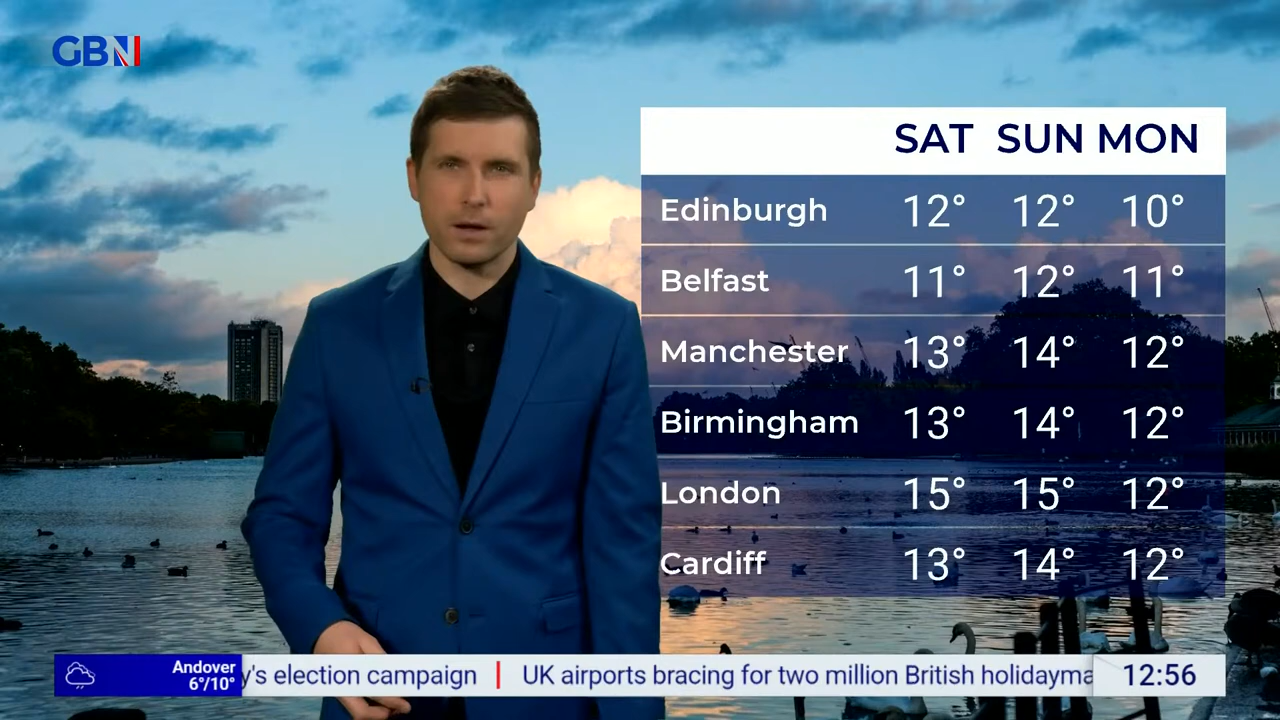 GBN
SAT SUN MON
Edinburgh 12° 12° 10°
Belfast 11° 12° 11°
Manchester 13° 14° 12°
Birmingham 13° 14° 12°
London 15° 15° 12°
Cardiff 13° 14° 12°
Andover
6°/10°
y's election campaign | UK airports bracing for two million British holidayma
12:56